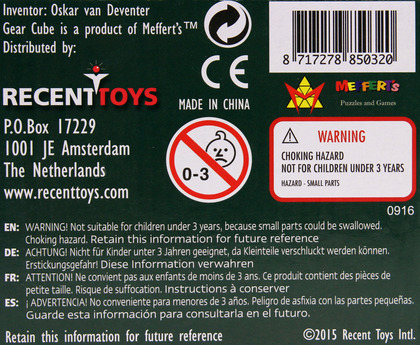 Inventor: Oskar van Deventer
Gear Cube is a product of Meffert's™
Distributed by:
RECENTTOYS
P.O.Box 17229
1001 JE Amsterdam
The Netherlands
www.recenttoys.com
CE
MADE IN CHINA
0-3
8 717278 850320
MEFFERT'S
Puzzles and Games
WARNING
CHOKING HAZARD
NOT FOR CHILDREN UNDER 3 YEARS
HAZARD - SMALL PARTS
0916
EN: WARNING! Not suitable for children under 3 years, because small parts could be swallowed.
Choking hazard. Retain this information for future reference
DE: ACHTUNG! Nicht für Kinder unter 3 Jahren geeignet, da Kleinteile verschluckt werden können.
Erstickungsgefahr! Diese Information verwahren
FR: ATTENTION! Ne convient pas aux enfants de moins de 3 ans. Ce produit contient des pièces de
petite taille. Risque de suffocation. Instructions à conserver
ES: ¡ ADVERTENCIA! No conveniente para menores de 3 años. Peligro de asfixia con las partes pequeñas.
Guarde esta información para consultarla en el futuro.
Retain this information for future reference
©2015 Recent Toys Intl.